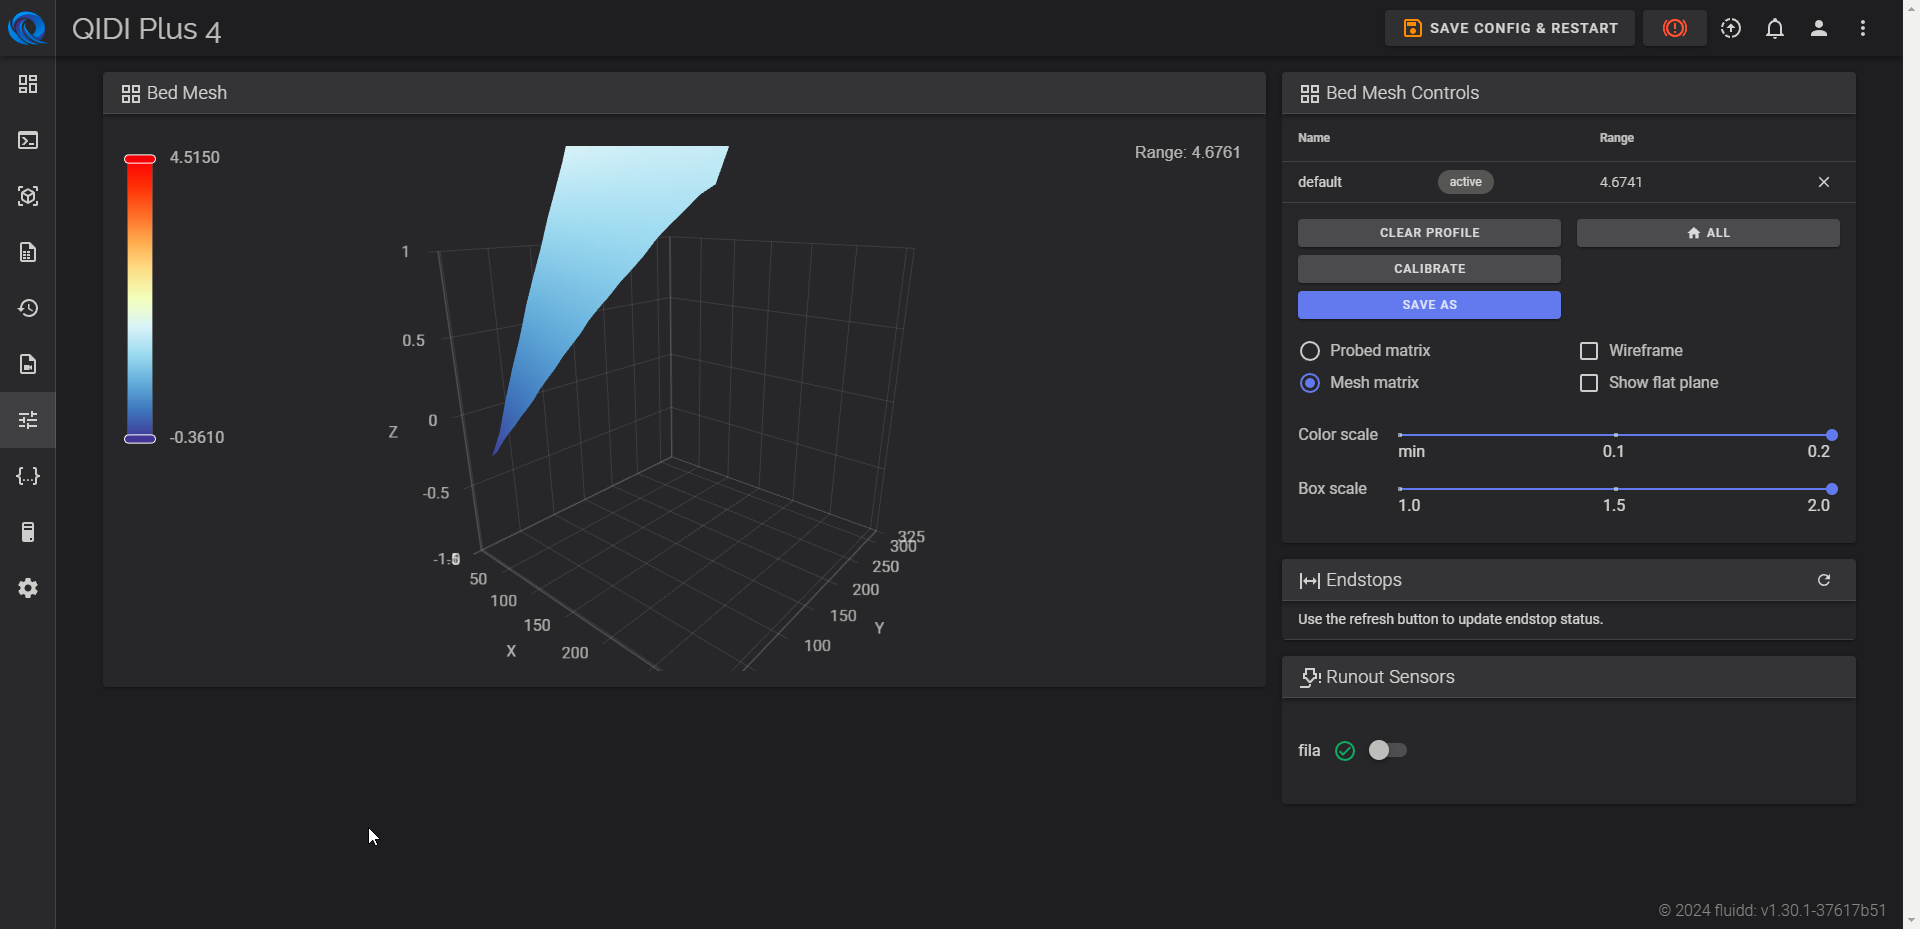 QIDI Plus 4
SAVE CONFIG & RESTART
Bed Mesh
4.5150
-0.3610
Range: 4.6761
1
0.5
0
-0.5
Z
50
100
150
200
X
325
300
250
200
150
100
Y
Bed Mesh Controls
Name Range
default active 4.6741
CLEAR PROFILE
ALL
CALIBRATE
SAVE AS
Probed matrix
Wireframe
Mesh matrix
Show flat plane
Color scale
min 0.1 0.2
Box scale
1.0 1.5 2.0
Endstops
Use the refresh button to update endstop status.
Runout Sensors
fila
© 2024 fluidd: v1.30.1-37617b51